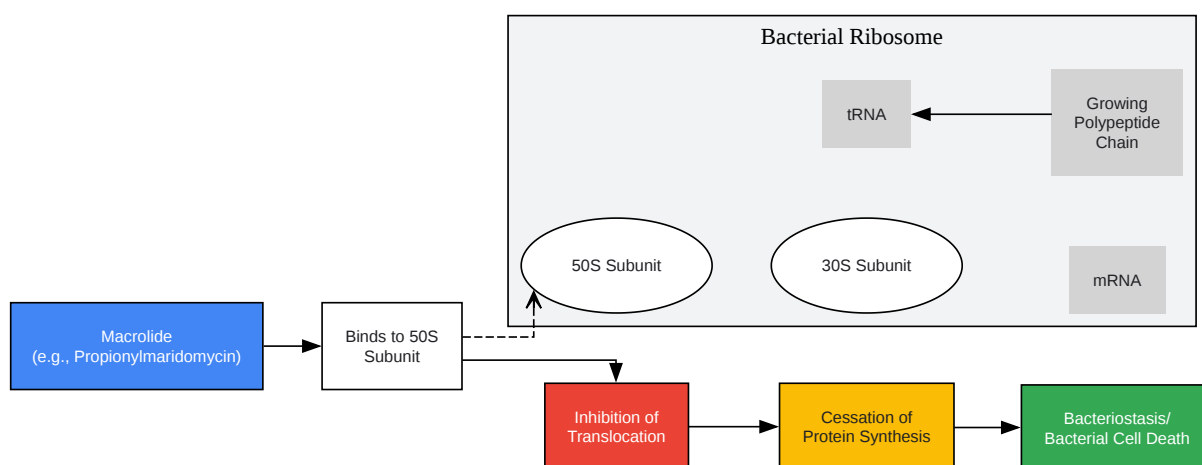 Bacterial Ribosome
tRNA
Growing
Polypeptide
Chain
50S Subunit
30S Subunit
mRNA
Macrolide
(e.g., Propionylmaridomycin)
Binds to 50S
Subunit
Inhibition of
Translocation
Cessation of
Protein Synthesis
Bacteriostasis/
Bacterial Cell Death